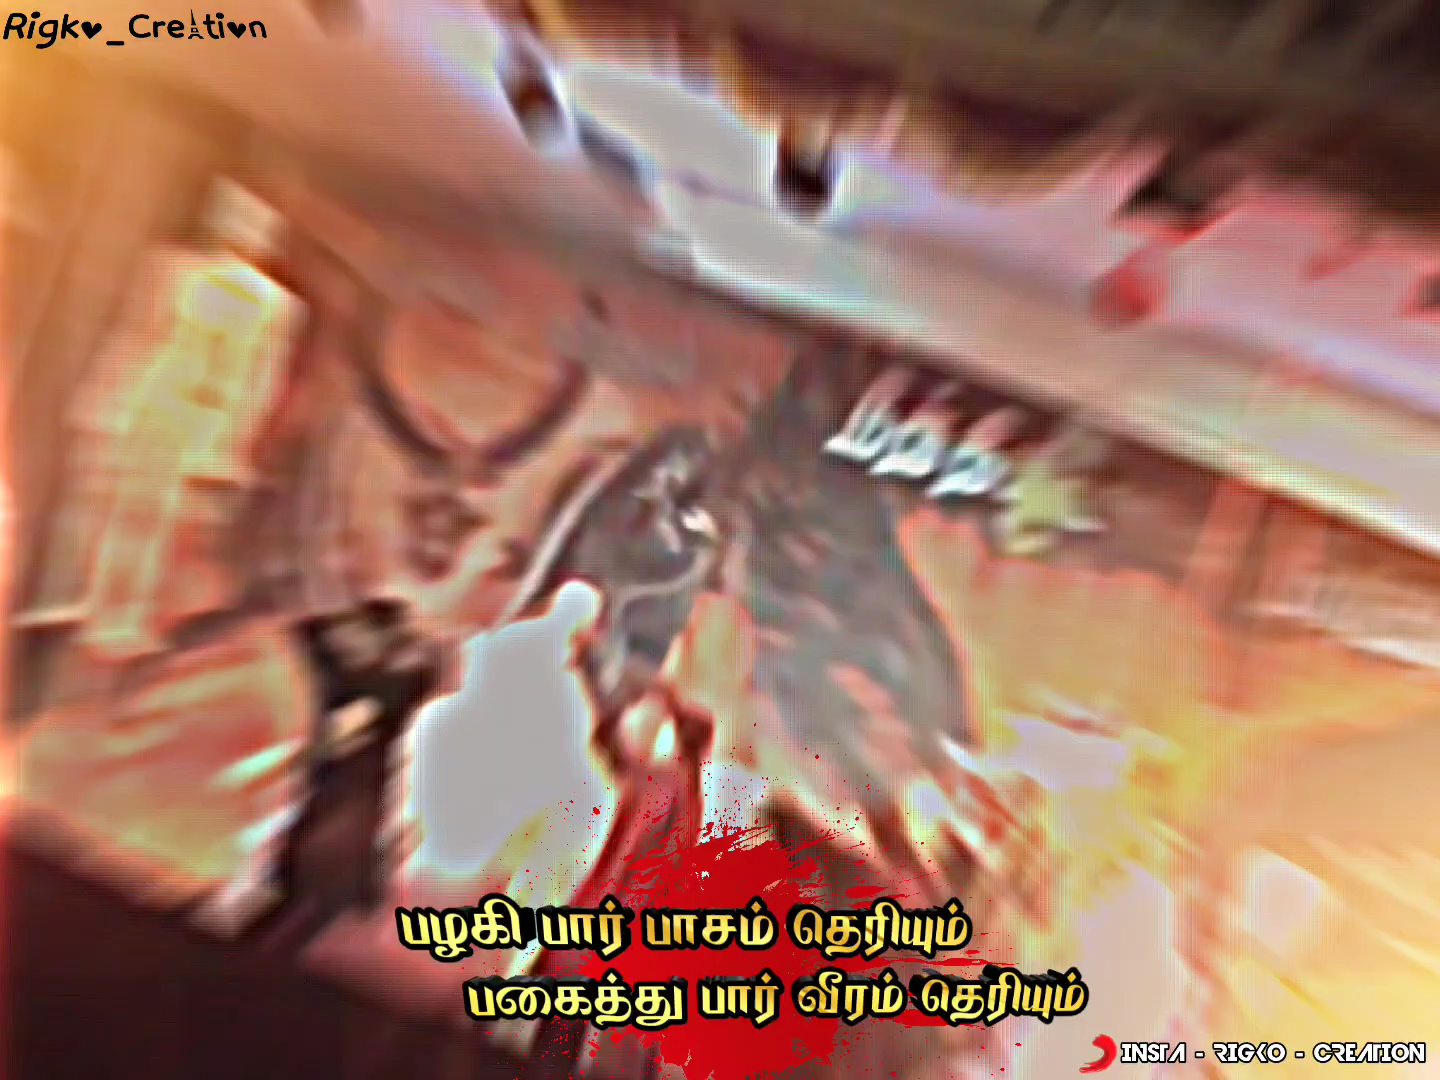 Rigko_Creation
பழகி பார் பாசம் தெரியும்
பகைத்து பார் வீரம் தெரியும்
INSTA - RIGKO - CREATION